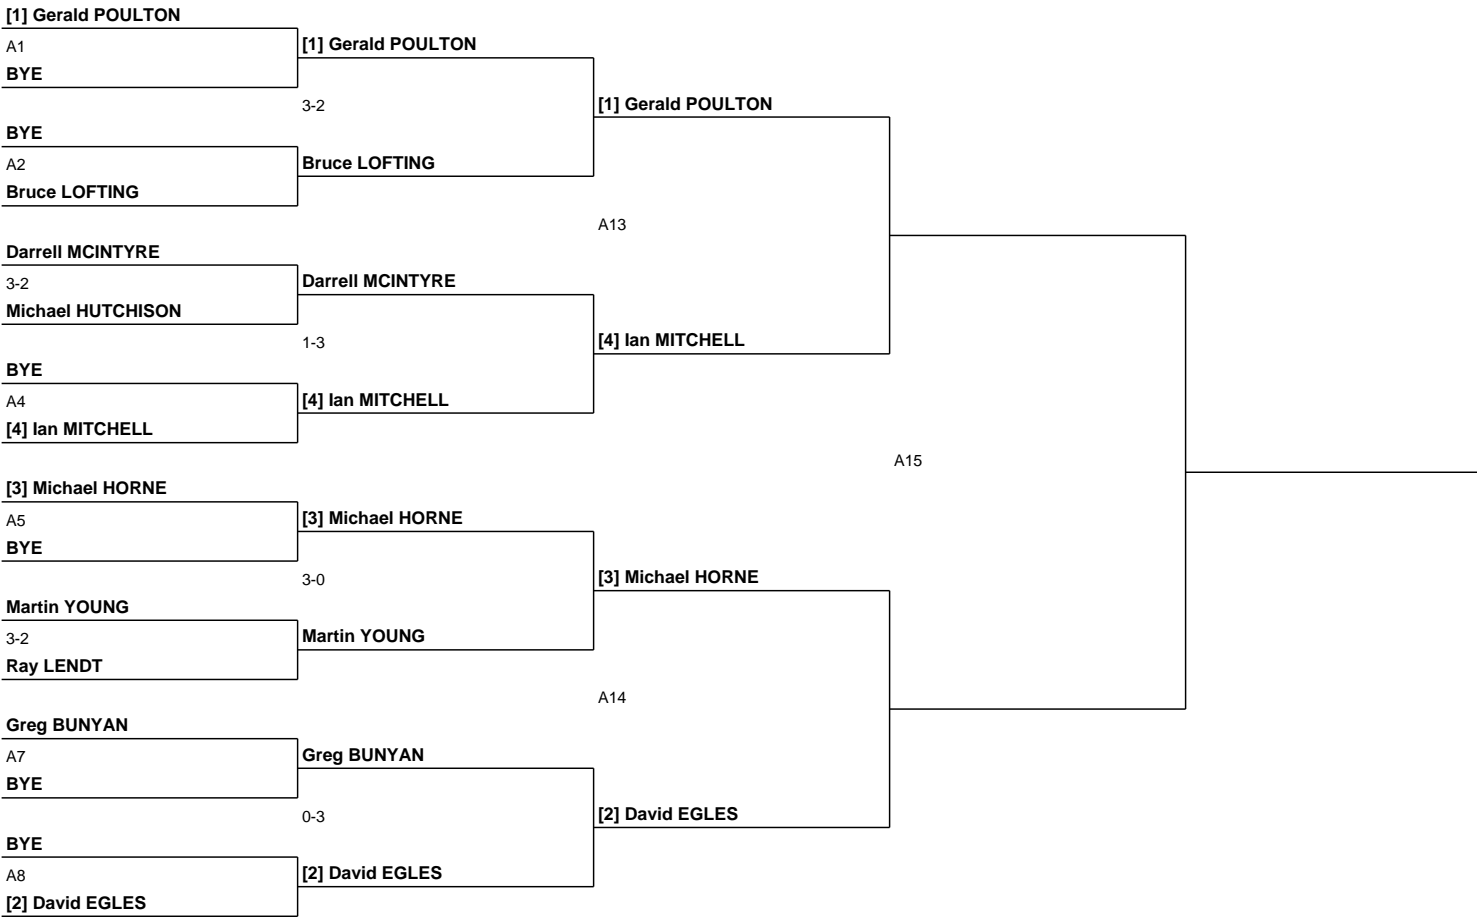 [1] Gerald POULTON
A1
BYE
BYE
A2
Bruce LOFTING
Darrell MCINTYRE
3-2
Michael HUTCHISON
BYE
A4
[4] Ian MITCHELL
[3] Michael HORNE
A5
BYE
Martin YOUNG
3-2
Ray LENDT
Greg BUNYAN
A7
BYE
BYE
A8
[2] David EGLES
[1] Gerald POULTON
3-2
Bruce LOFTING
Darrell MCINTYRE
1-3
[4] Ian MITCHELL
[3] Michael HORNE
3-0
Martin YOUNG
Greg BUNYAN
0-3
[2] David EGLES
[1] Gerald POULTON
A13
[4] Ian MITCHELL
[3] Michael HORNE
A14
[2] David EGLES
A15